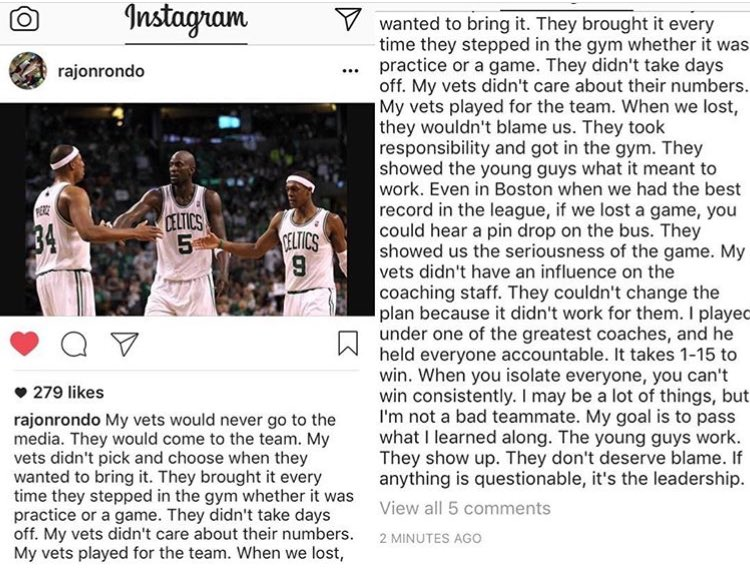 Instagram
rajonrondo
PIERCE
34
CELTICS
5
CELTICS
9
279 likes
rajonrondo My vets would never go to the
media. They would come to the team. My
vets didn't pick and choose when they
wanted to bring it. They brought it every
time they stepped in the gym whether it was
practice or a game. They didn't take days
off. My vets didn't care about their numbers.
My vets played for the team. When we lost,
wanted to bring it. They brought it every
time they stepped in the gym whether it was
practice or a game. They didn't take days
off. My vets didn't care about their numbers.
My vets played for the team. When we lost,
they wouldn't blame us. They took
responsibility and got in the gym. They
showed the young guys what it meant to
work. Even in Boston when we had the best
record in the league, if we lost a game, you
could hear a pin drop on the bus. They
showed us the seriousness of the game. My
vets didn't have an influence on the
coaching staff. They couldn't change the
plan because it didn't work for them. I played
under one of the greatest coaches, and he
held everyone accountable. It takes 1-15 to
win. When you isolate everyone, you can't
win consistently. I may be a lot of things, but
I'm not a bad teammate. My goal is to pass
what I learned along. The young guys work.
They show up. They don't deserve blame. If
anything is questionable, it's the leadership.
View all 5 comments
2 MINUTES AGO